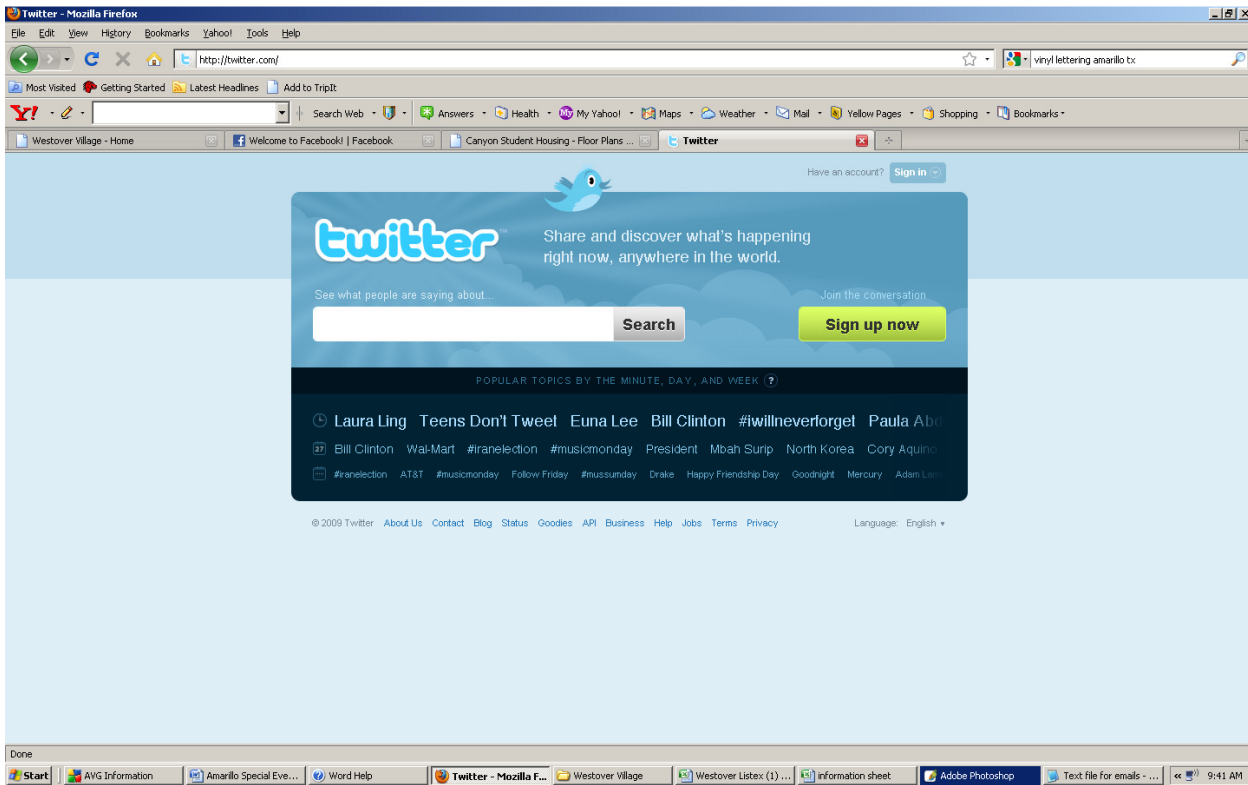 Twitter - Mozilla Firefox
File Edit View History Bookmarks Yahoo! Tools Help
http://twitter.com/ vinyl lettering amarillo tx
Most Visited Getting Started Latest Headlines Add to TripIt
Y! Search Web Answers Health My Yahoo! Maps Weather Mail Yellow Pages Shopping Bookmarks
Westover Village - Home Welcome to Facebook! | Facebook Canyon Student Housing - Floor Plans ... Twitter
Have an account? Sign in
twitter™
Share and discover what's happening
right now, anywhere in the world.
See what people are saying about... Join the conversation
Search Sign up now
POPULAR TOPICS BY THE MINUTE, DAY, AND WEEK ?
Laura Ling Teens Don't Tweet Euna Lee Bill Clinton #iwillneverforget Paula Abd
27 Bill Clinton Wal-Mart #iranelection #musicmonday President Mbah Surip North Korea Cory Aquino
#iranelection AT&T #musicmonday Follow Friday #mussumday Drake Happy Friendship Day Goodnight Mercury Adam Lam
© 2009 Twitter About Us Contact Blog Status Goodies API Business Help Jobs Terms Privacy Language: English
Done
Start AVG Information Amarillo Special Eve... Word Help Twitter - Mozilla F... Westover Village Westover Listex (1) ... information sheet Adobe Photoshop Text file for emails - ... « 9:41 AM